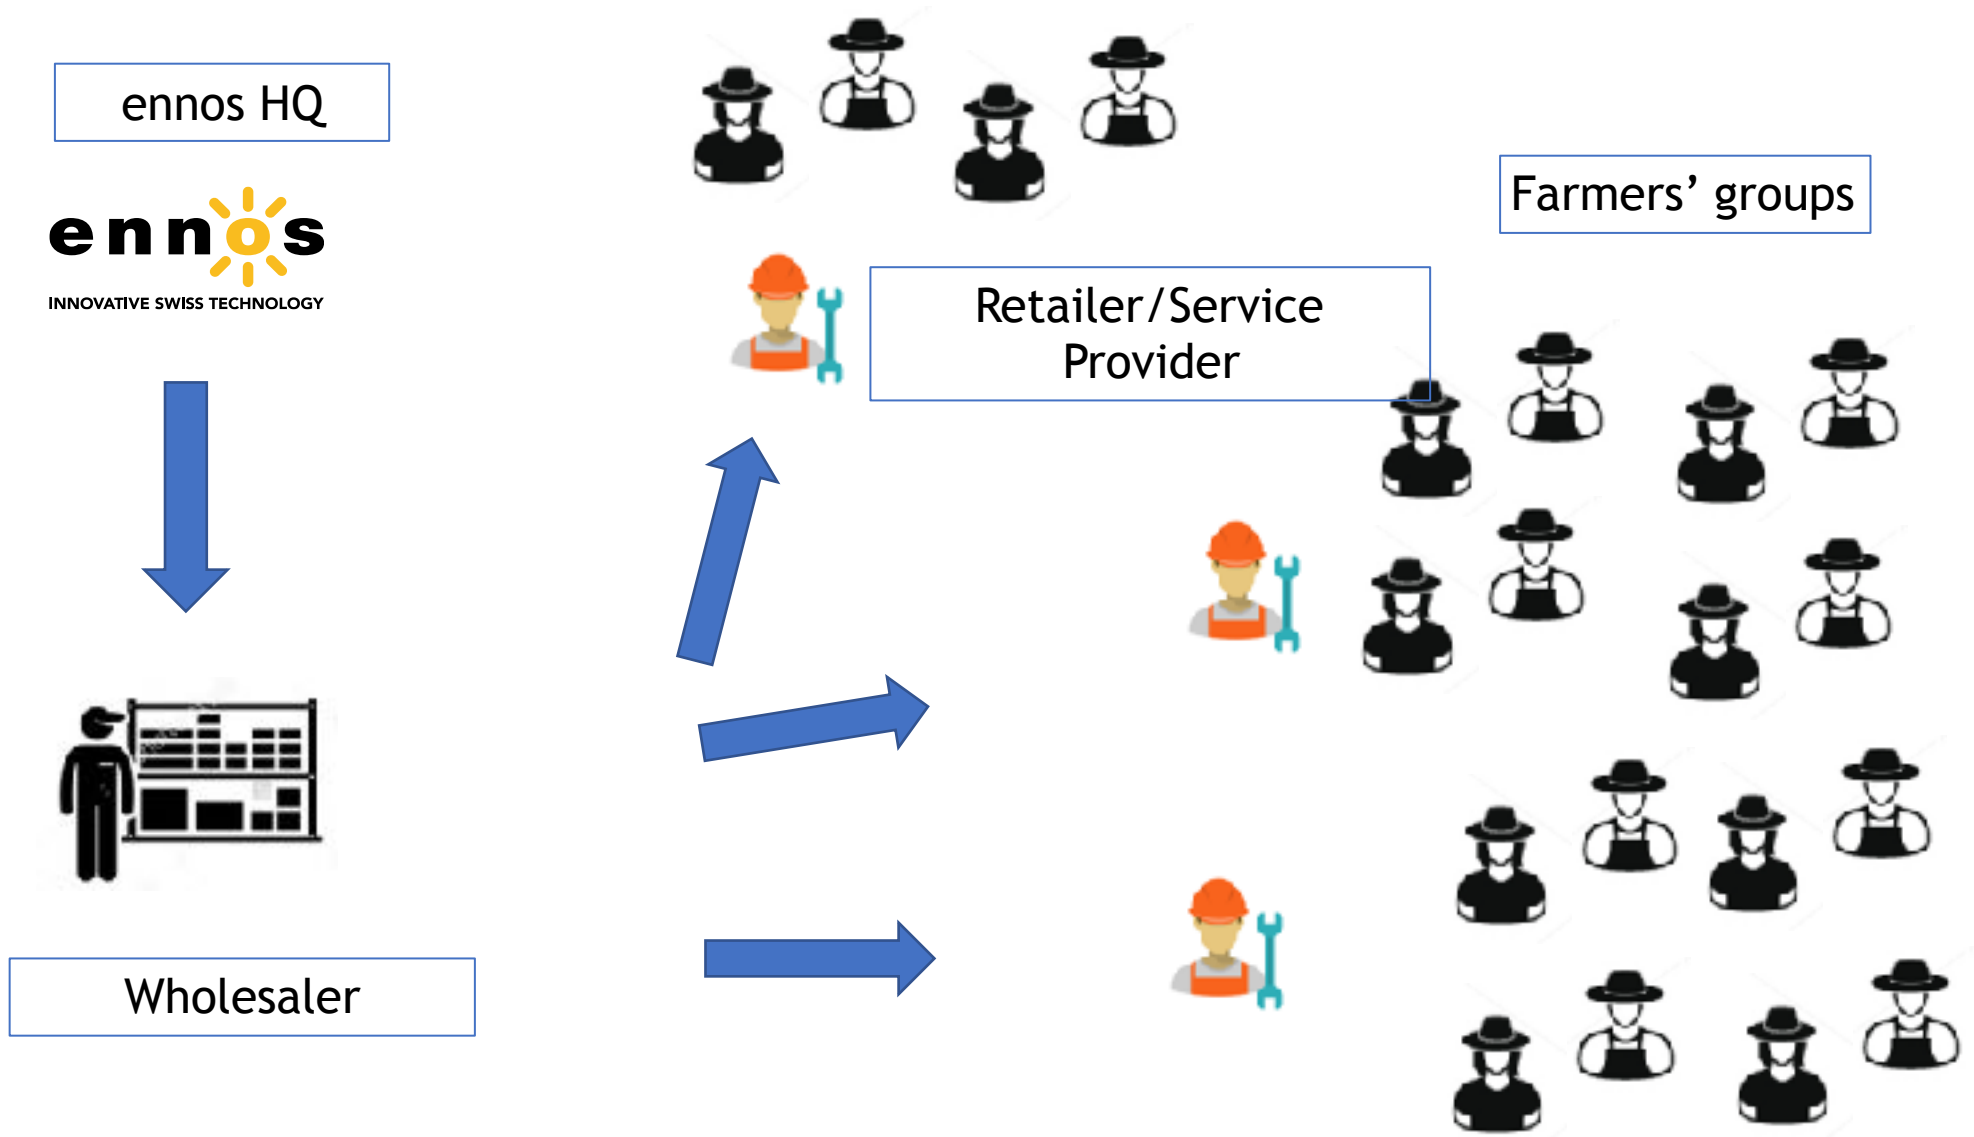 ennos HQ
ennos
INNOVATIVE SWISS TECHNOLOGY
Farmers’ groups
Retailer/Service
Provider
Wholesaler